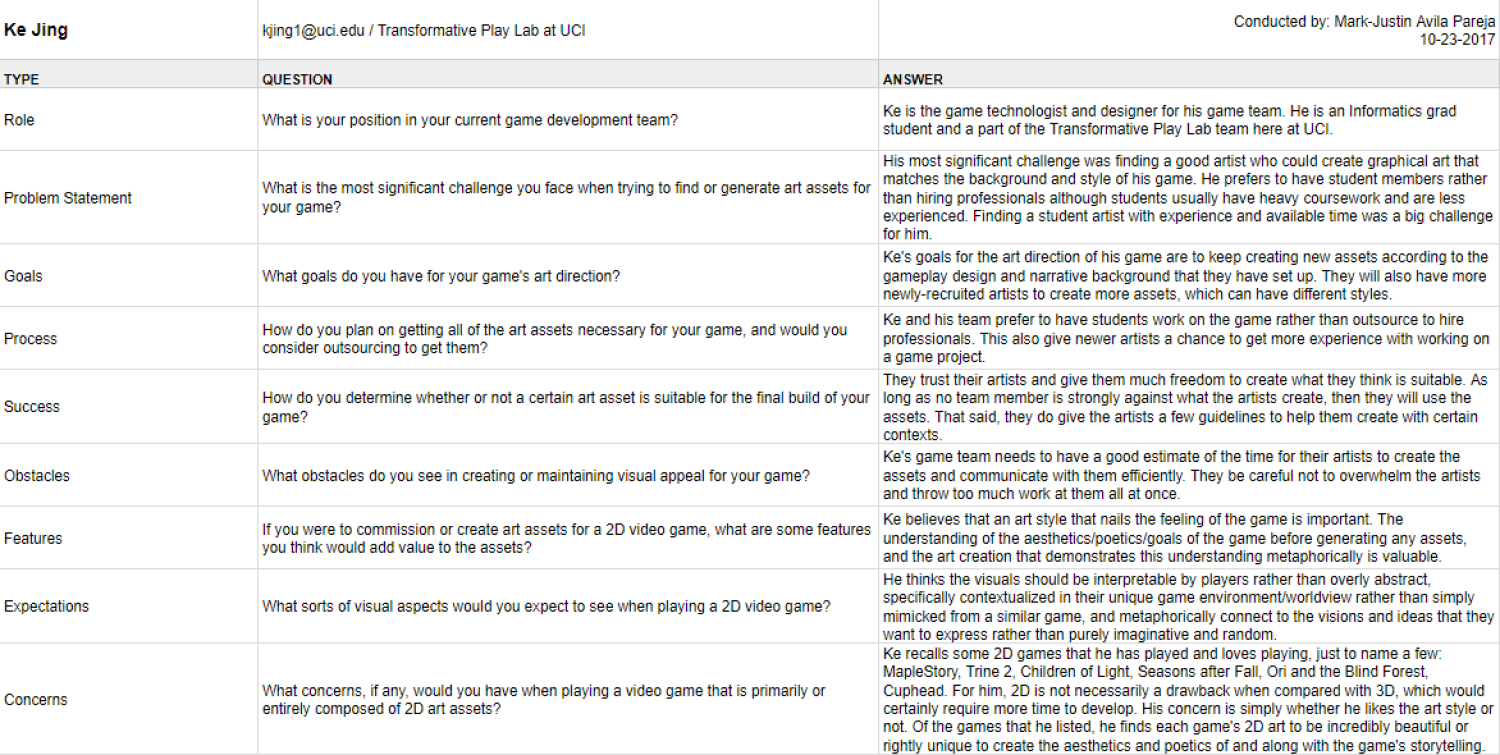 Ke Jing
kjing1@uci.edu / Transformative Play Lab at UCI
Conducted by: Mark-Justin Avila Pareja
10-23-2017
TYPE
QUESTION
ANSWER
Role
What is your position in your current game development team?
Ke is the game technologist and designer for his game team. He is an Informatics grad
student and a part of the Transformative Play Lab team here at UCI.
Problem Statement
What is the most significant challenge you face when trying to find or generate art assets for
your game?
His most significant challenge was finding a good artist who could create graphical art that
matches the background and style of his game. He prefers to have student members rather
than hiring professionals although students usually have heavy coursework and are less
experienced. Finding a student artist with experience and available time was a big challenge
for him.
Goals
What goals do you have for your game's art direction?
Ke's goals for the art direction of his game are to keep creating new assets according to the
gameplay design and narrative background that they have set up. They will also have more
newly-recruited artists to create more assets, which can have different styles.
Process
How do you plan on getting all of the art assets necessary for your game, and would you
consider outsourcing to get them?
Ke and his team prefer to have students work on the game rather than outsource to hire
professionals. This also give newer artists a chance to get more experience with working on
a game project.
Success
How do you determine whether or not a certain art asset is suitable for the final build of your
game?
They trust their artists and give them much freedom to create what they think is suitable. As
long as no team member is strongly against what the artists create, then they will use the
assets. That said, they do give the artists a few guidelines to help them create with certain
contexts.
Obstacles
What obstacles do you see in creating or maintaining visual appeal for your game?
Ke's game team needs to have a good estimate of the time for their artists to create the
assets and communicate with them efficiently. They be careful not to overwhelm the artists
and throw too much work at them all at once.
Features
If you were to commission or create art assets for a 2D video game, what are some features
you think would add value to the assets?
Ke believes that an art style that nails the feeling of the game is important. The
understanding of the aesthetics/poetics/goals of the game before generating any assets,
and the art creation that demonstrates this understanding metaphorically is valuable.
Expectations
What sorts of visual aspects would you expect to see when playing a 2D video game?
He thinks the visuals should be interpretable by players rather than overly abstract,
specifically contextualized in their unique game environment/worldview rather than simply
mimicked from a similar game, and metaphorically connect to the visions and ideas that they
want to express rather than purely imaginative and random.
Concerns
What concerns, if any, would you have when playing a video game that is primarily or
entirely composed of 2D art assets?
Ke recalls some 2D games that he has played and loves playing, just to name a few:
MapleStory, Trine 2, Children of Light, Seasons after Fall, Ori and the Blind Forest,
Cuphead. For him, 2D is not necessarily a drawback when compared with 3D, which would
certainly require more time to develop. His concern is simply whether he likes the art style or
not. Of the games that he listed, he finds each game's 2D art to be incredibly beautiful or
rightly unique to create the aesthetics and poetics of and along with the game's storytelling.